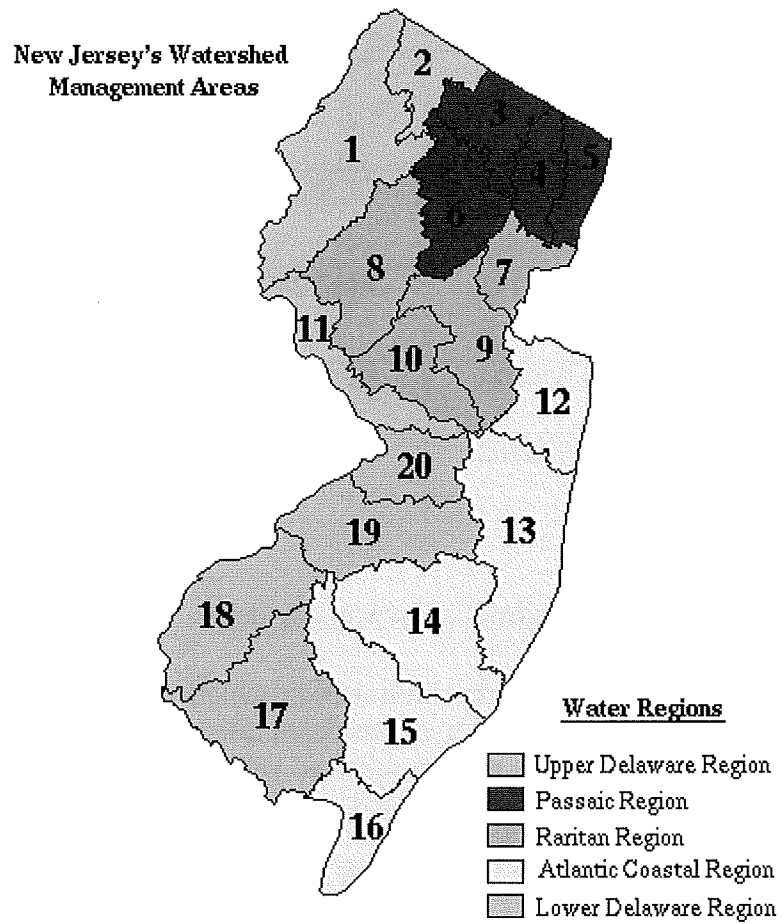 New Jersey's Watershed
Management Areas
2
3
1
5
4
6
8
7
11
10
9
12
20
19
13
18
14
17
15
16
Water Regions
Upper Delaware Region
Passaic Region
Raritan Region
Atlantic Coastal Region
Lower Delaware Region